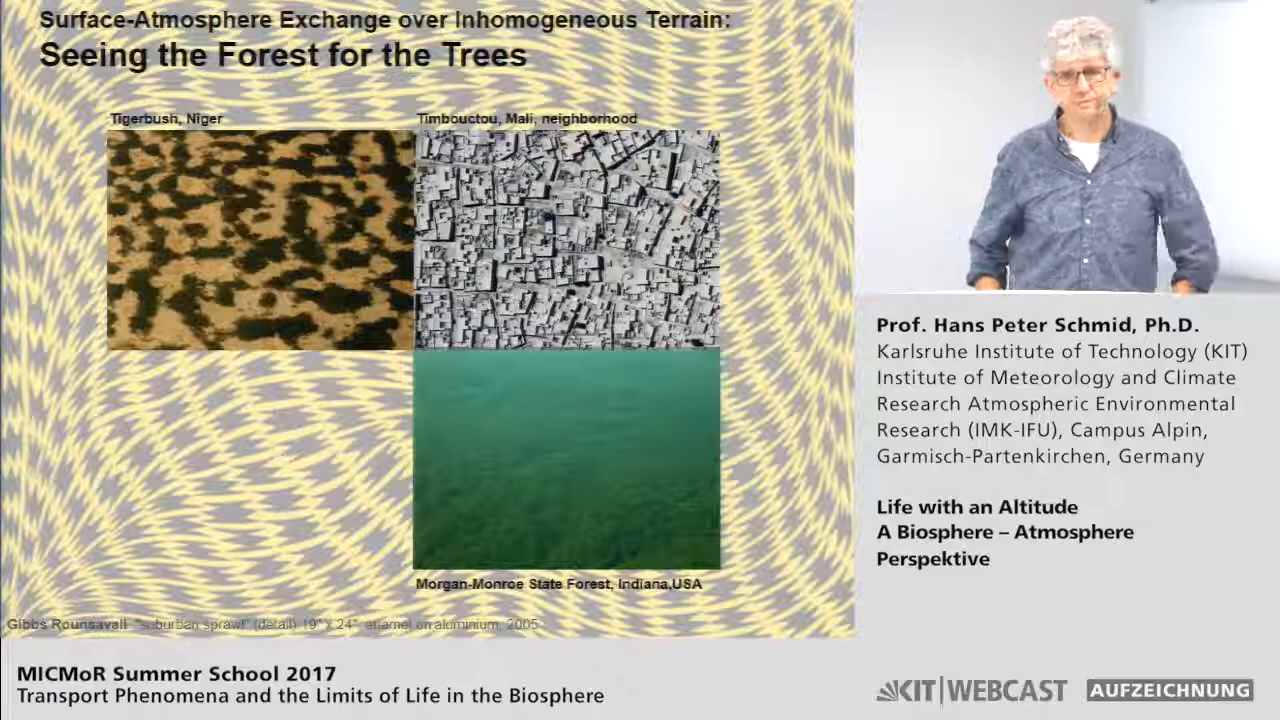 Surface-Atmosphere Exchange over Inhomogeneous Terrain:
Seeing the Forest for the Trees
Tigerbush, Niger
Timbouctou, Mali, neighborhood
Morgan-Monroe State Forest, Indiana,USA
Gibbs Rounsavall "suburban sprawl" (detail) 19" x 24", enamel on aluminium, 2005
Prof. Hans Peter Schmid, Ph.D.
Karlsruhe Institute of Technology (KIT)
Institute of Meteorology and Climate
Research Atmospheric Environmental
Research (IMK-IFU), Campus Alpin,
Garmisch-Partenkirchen, Germany
Life with an Altitude
A Biosphere – Atmosphere
Perspektive
MICMoR Summer School 2017
Transport Phenomena and the Limits of Life in the Biosphere
KIT WEBCAST
AUFZEICHNUNG